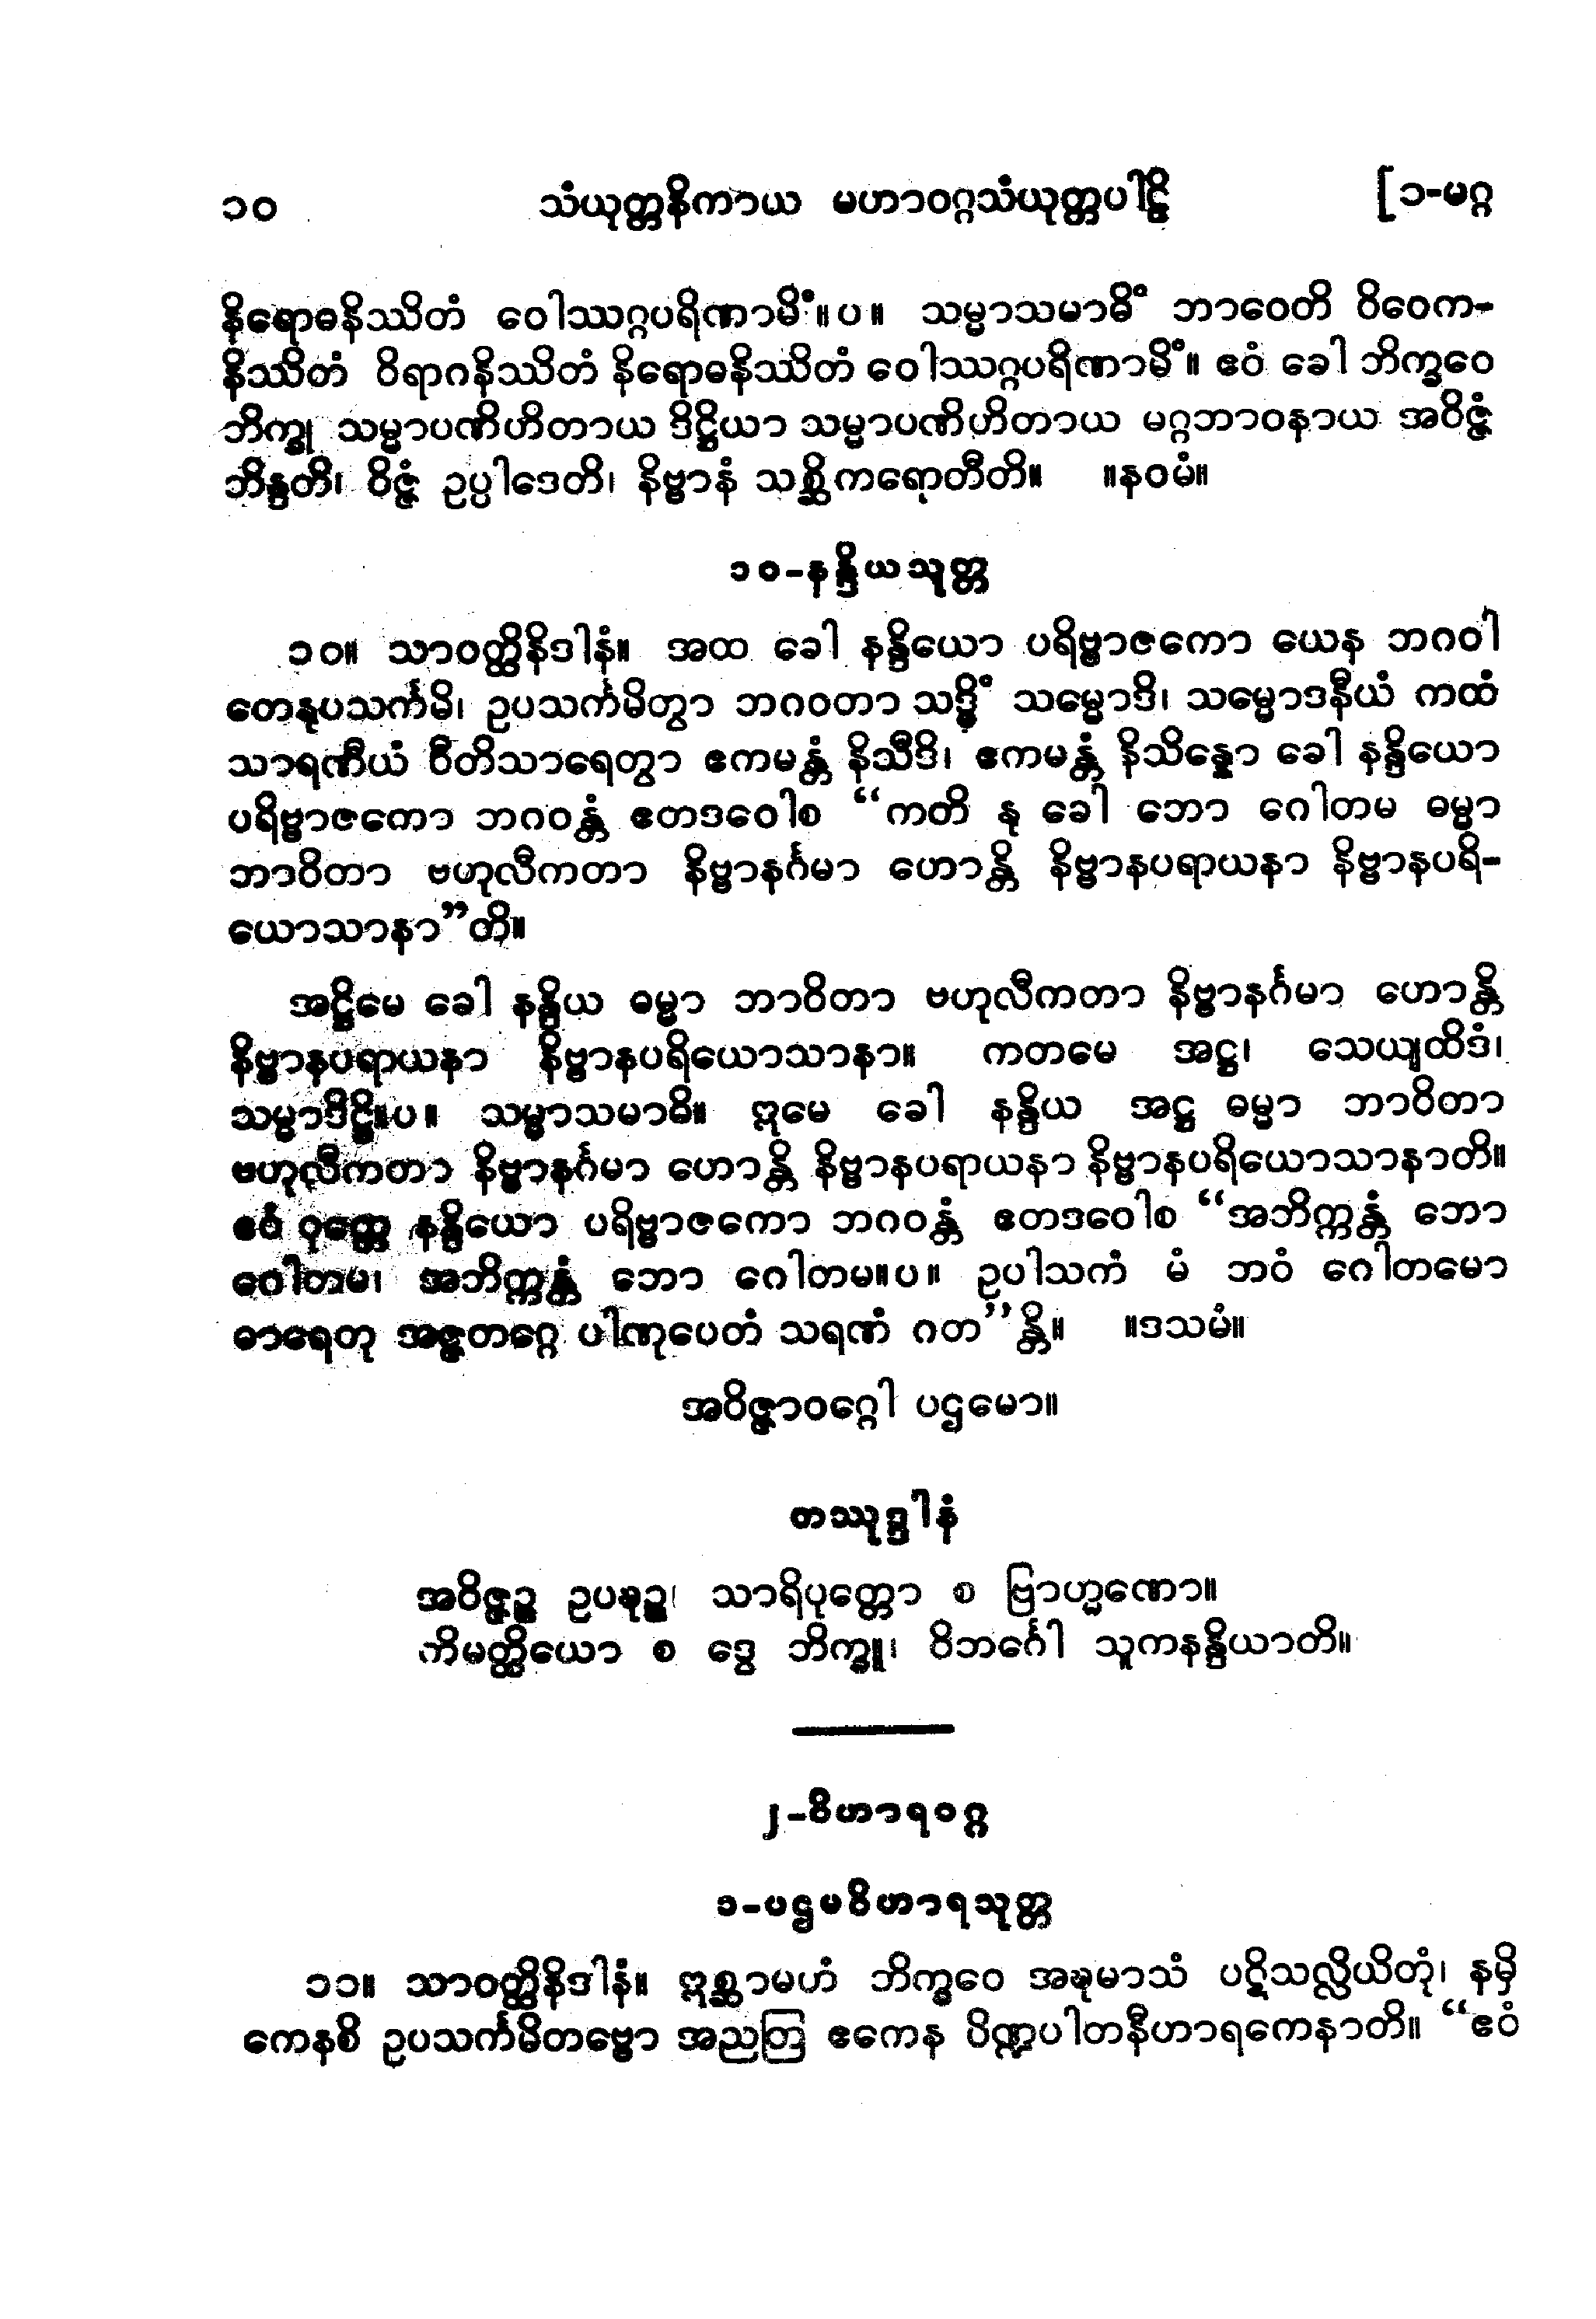 ၁၀ သံယုတ္တနိကာယ မဟာဝဂ္ဂသံယုတ္တပါဠိ [၁-မဂ္ဂ
နိရောဓနိဿိတံ ဝေါဿဂ္ဂပရိဏာမိံ။ပ။ သမ္မာသမာဓိံ ဘာဝေတိ ဝိဝေက-
နိဿိတံ ဝိရာဂနိဿိတံ နိရောဓနိဿိတံ ဝေါဿဂ္ဂပရိဏာမိံ။ ဧဝံ ခေါ ဘိက္ခဝေ
ဘိက္ခု သမ္မာပဏိဟိတာယ ဒိဋ္ဌိယာ သမ္မာပဏိဟိတာယ မဂ္ဂဘာဝနာယ အဝိဇ္ဇံ
ဘိန္ဒတိ၊ ဝိဇ္ဇံ ဥပ္ပါဒေတိ၊ နိဗ္ဗာနံ သစ္ဆိကရောတီတိ။ ။နဝမံ။
၁၀-နန္ဒိယသုတ္တ
၁၀။ သာဝတ္ထိနိဒါနံ။ အထ ခေါ နန္ဒိယော ပရိဗ္ဗာဇကော ယေန ဘဂဝါ
တေနုပသင်္ကမိ၊ ဥပသင်္ကမိတွာ ဘဂဝတာ သဒ္ဓိံ သမ္မောဒိ၊ သမ္မောဒနီယံ ကထံ
သာရဏီယံ ဝီတိသာရေတွာ ဧကမန္တံ နိသီဒိ၊ ဧကမန္တံ နိသိန္နော ခေါ နန္ဒိယော
ပရိဗ္ဗာဇကော ဘဂဝန္တံ ဧတဒဝေါစ “ကတိ နု ခေါ ဘော ဂေါတမ ဓမ္မာ
ဘာဝိတာ ဗဟုလီကတာ နိဗ္ဗာနင်္ဂမာ ဟောန္တိ နိဗ္ဗာနပရာယနာ နိဗ္ဗာနပရိ-
ယောသာနာ”တိ။
အဋ္ဌိမေ ခေါ နန္ဒိယ ဓမ္မာ ဘာဝိတာ ဗဟုလီကတာ နိဗ္ဗာနင်္ဂမာ ဟောန္တိ
နိဗ္ဗာနပရာယနာ နိဗ္ဗာနပရိယောသာနာ။ ကတမေ အဋ္ဌ၊ သေယျထိဒံ၊
သမ္မာဒိဋ္ဌိ။ပ။ သမ္မာသမာဓိ။ ဣမေ ခေါ နန္ဒိယ အဋ္ဌ ဓမ္မာ ဘာဝိတာ
ဗဟုလီကတာ နိဗ္ဗာနင်္ဂမာ ဟောန္တိ နိဗ္ဗာနပရာယနာ နိဗ္ဗာနပရိယောသာနာတိ။
ဧဝံ ဝုတ္တေ နန္ဒိယော ပရိဗ္ဗာဇကော ဘဂဝန္တံ ဧတဒဝေါစ “အဘိက္ကန္တံ ဘော
ဂေါတမ၊ အဘိက္ကန္တံ ဘော ဂေါတမ။ပ။ ဥပါသကံ မံ ဘဝံ ဂေါတမော
ဓာရေတု အဇ္ဇတဂ္ဂေ ပါဏုပေတံ သရဏံ ဂတ”န္တိ။ ။ဒသမံ။
အဝိဇ္ဇာဝဂ္ဂေါ ပဌမော။
တဿုဒ္ဒါနံ
အဝိဇ္ဇဉ္စ ဥပဍ္ဎဉ္စ၊ သာရိပုတ္တော စ ဗြာဟ္မဏော။
ကိမတ္ထိယော စ ဒွေ ဘိက္ခူ၊ ဝိဘင်္ဂေါ သူကနန္ဒိယာတိ။
၂-ဝိဟာရဝဂ္ဂ
၁-ပဌမဝိဟာရသုတ္တ
၁၁။ သာဝတ္ထိနိဒါနံ။ ဣစ္ဆာမဟံ ဘိက္ခဝေ အဍ္ဎမာသံ ပဋိသလ္လိယိတုံ၊ နမှိ
ကေနစိ ဥပသင်္ကမိတဗ္ဗော အညတြ ဧကေန ပိဏ္ဍပါတနီဟာရကေနာတိ။ “ဧဝံ